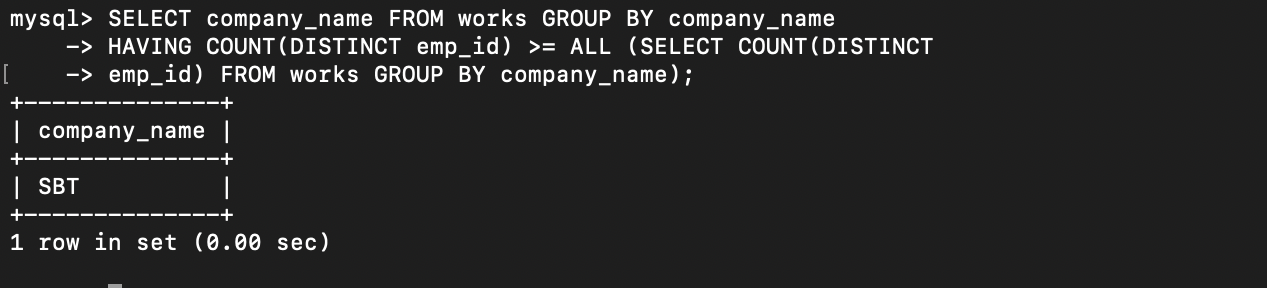 mysql> SELECT company_name FROM works GROUP BY company_name
    -> HAVING COUNT(DISTINCT emp_id) >= ALL (SELECT COUNT(DISTINCT
[    -> emp_id) FROM works GROUP BY company_name);
+--------------+
| company_name |
+--------------+
| SBT          |
+--------------+
1 row in set (0.00 sec)